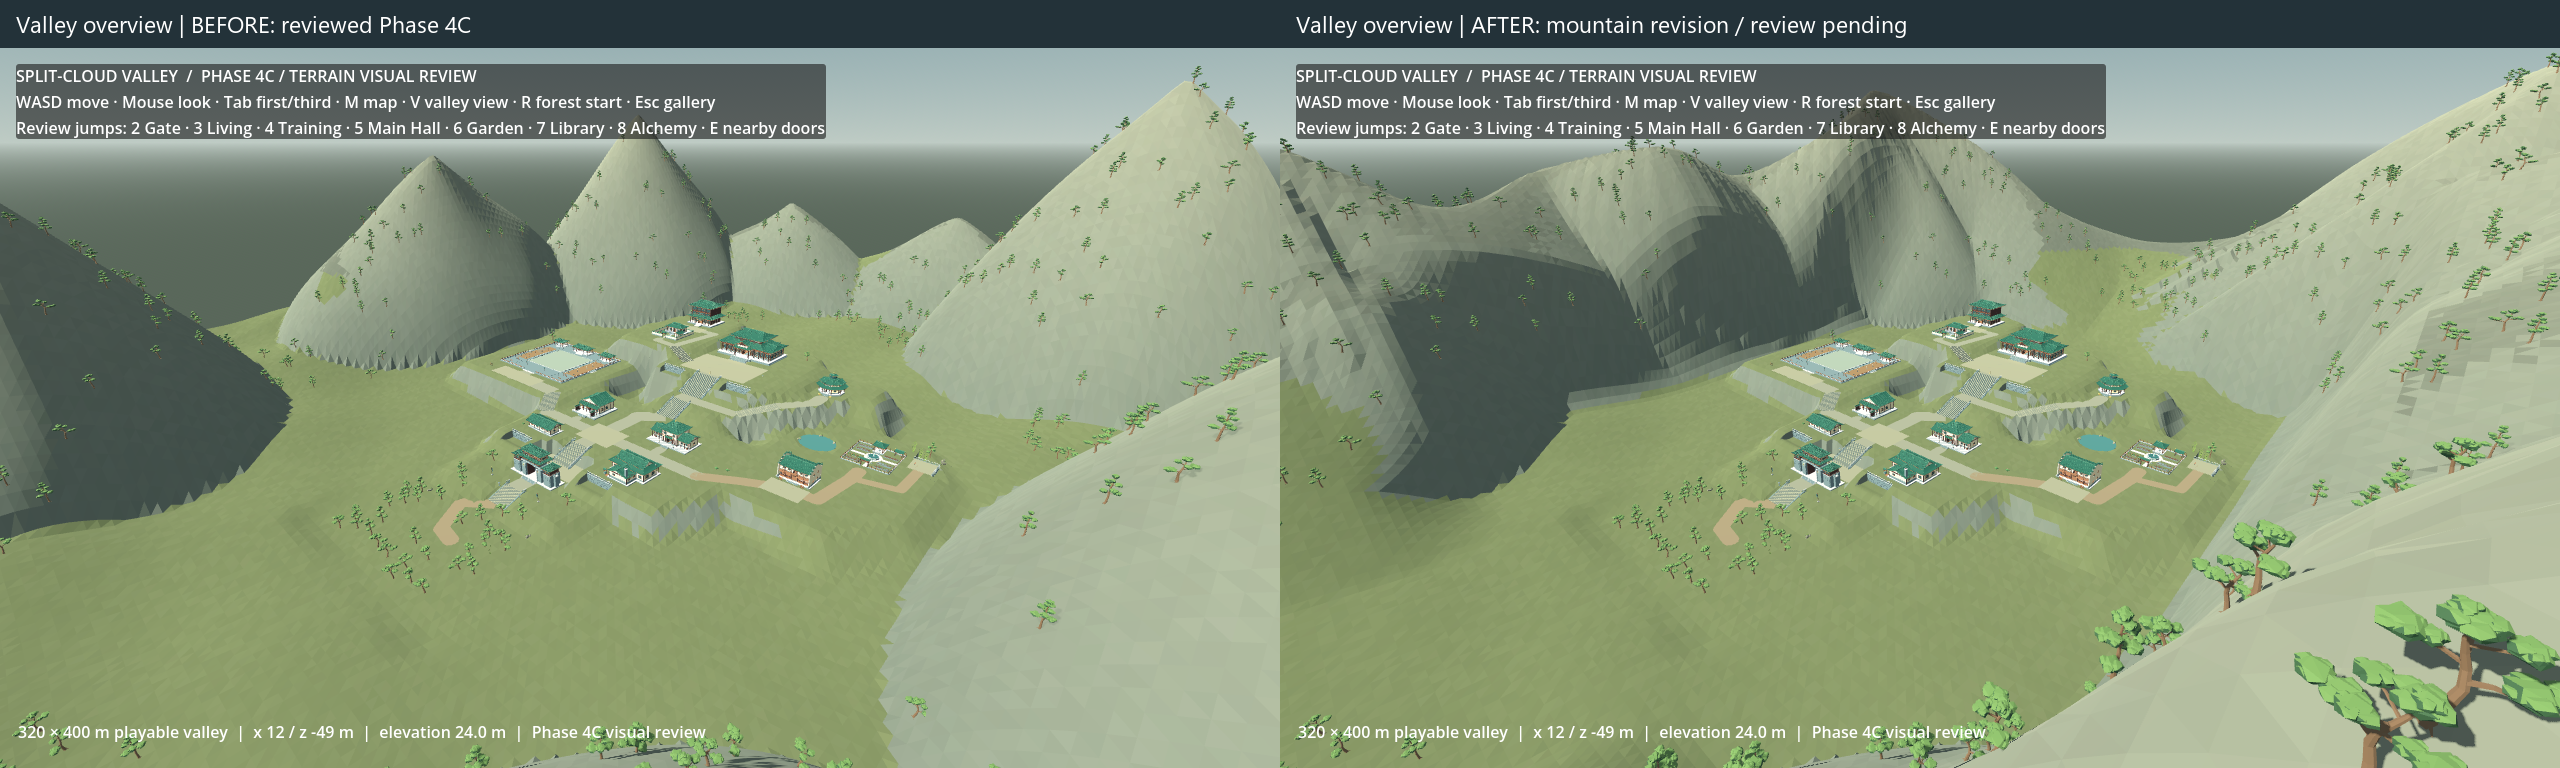 Valley overview | BEFORE: reviewed Phase 4C
SPLIT-CLOUD VALLEY / PHASE 4C / TERRAIN VISUAL REVIEW
WASD move · Mouse look · Tab first/third · M map · V valley view · R forest start · Esc gallery
Review jumps: 2 Gate · 3 Living · 4 Training · 5 Main Hall · 6 Garden · 7 Library · 8 Alchemy · E nearby doors
320 × 400 m playable valley | x 12 / z -49 m | elevation 24.0 m | Phase 4C visual review
Valley overview | AFTER: mountain revision / review pending
SPLIT-CLOUD VALLEY / PHASE 4C / TERRAIN VISUAL REVIEW
WASD move · Mouse look · Tab first/third · M map · V valley view · R forest start · Esc gallery
Review jumps: 2 Gate · 3 Living · 4 Training · 5 Main Hall · 6 Garden · 7 Library · 8 Alchemy · E nearby doors
320 × 400 m playable valley | x 12 / z -49 m | elevation 24.0 m | Phase 4C visual review